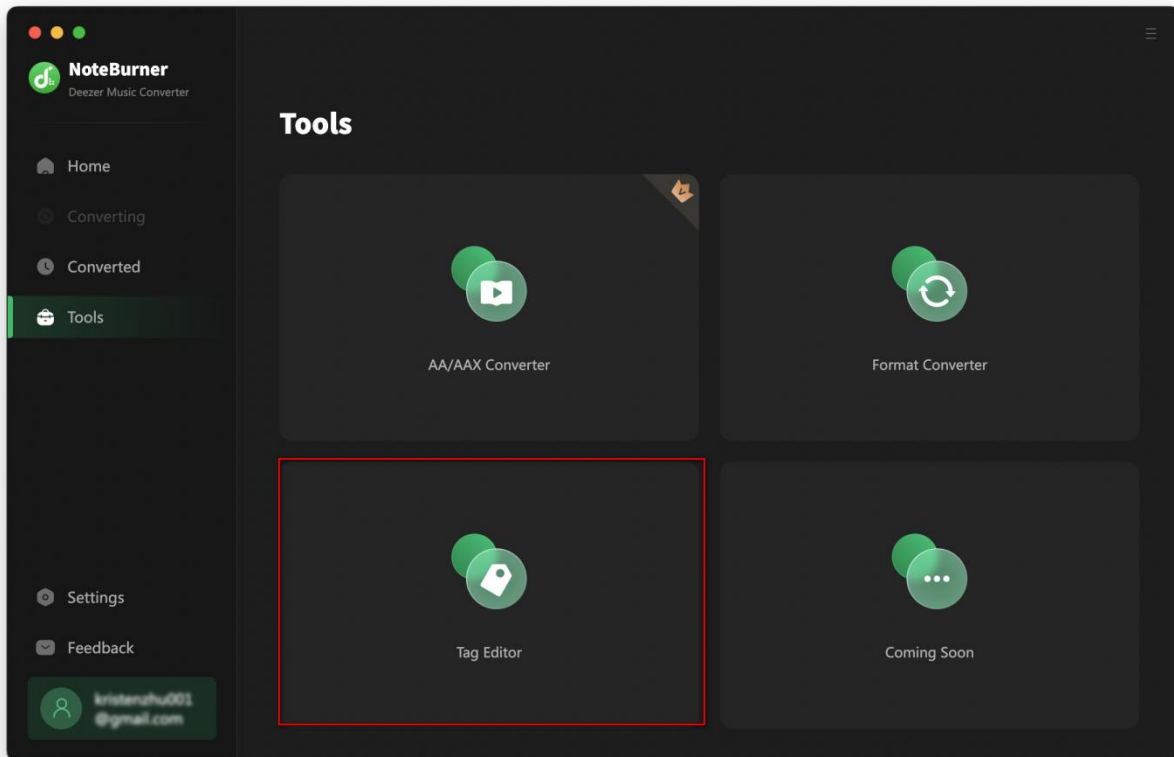 NoteBurner
Deezer Music Converter
Home
Converting
Converted
Tools
Settings
Feedback
Tools
AA/AAX Converter
Format Converter
Tag Editor
Coming Soon